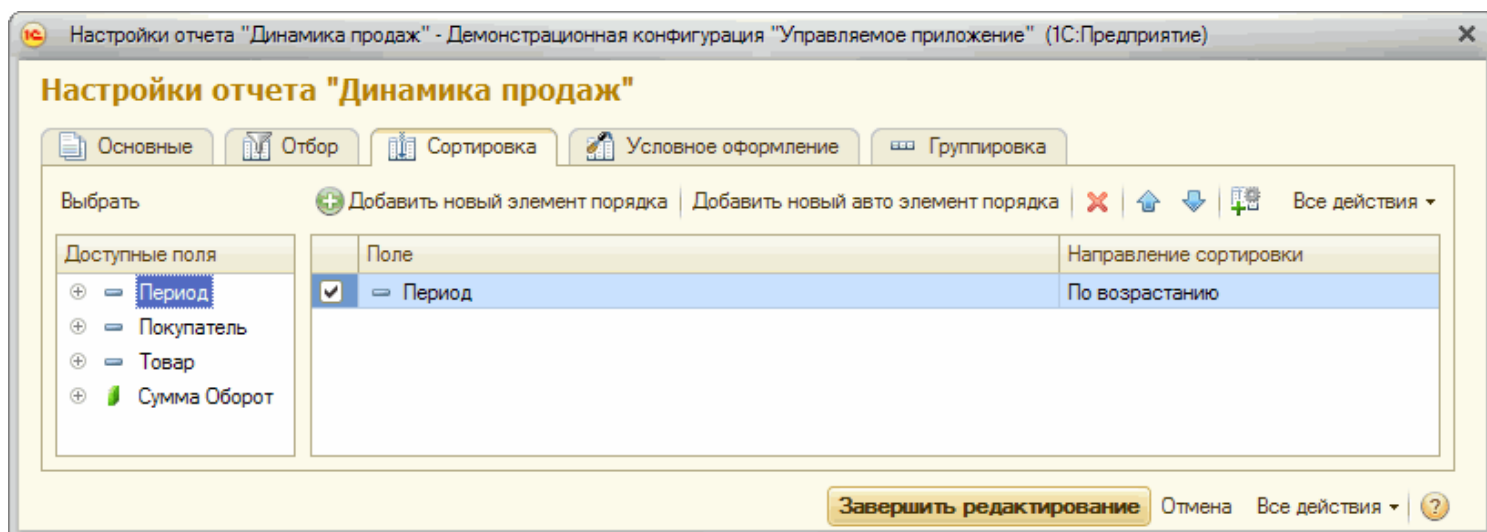 Настройки отчета "Динамика продаж" - Демонстрационная конфигурация "Управляемое приложение" (1С:Предприятие)
Настройки отчета "Динамика продаж"
Основные Отбор Сортировка Условное оформление Группировка
Выбрать Добавить новый элемент порядка Добавить новый авто элемент порядка Все действия
Доступные поля Поле Направление сортировки
Период Период По возрастанию
Покупатель
Товар
Сумма Оборот
Завершить редактирование Отмена Все действия ?